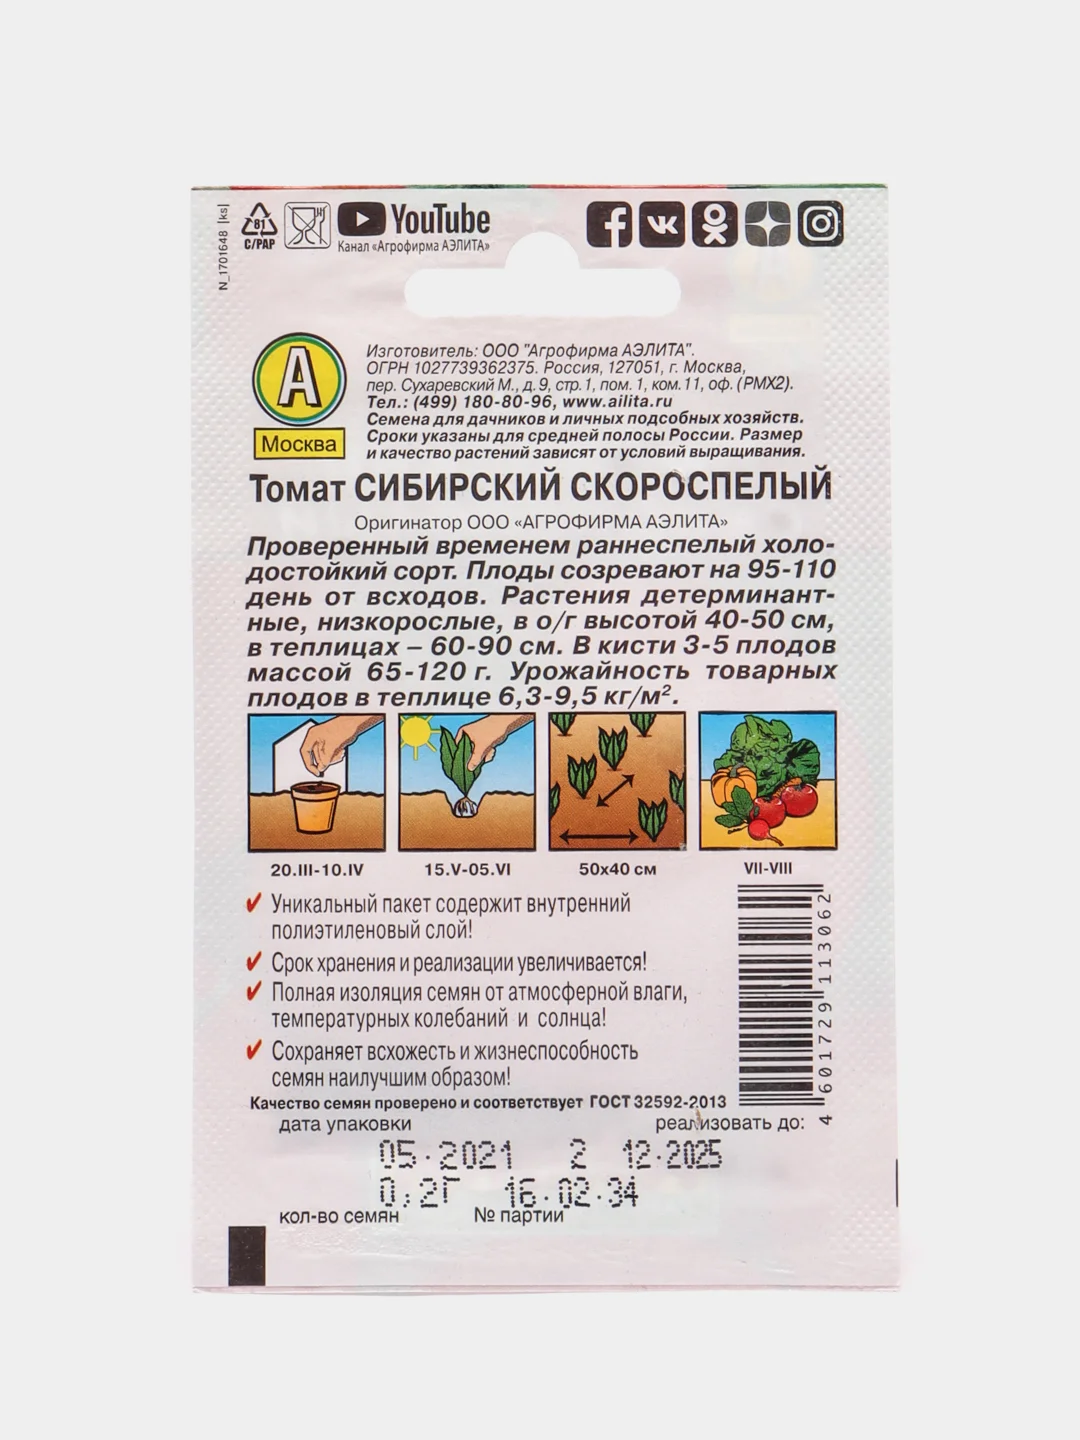 N_1701648 |ks|
81
C/PAP
YouTube
Канал «Агрофирма АЭЛИТА»
А
Москва
Изготовитель: ООО "Агрофирма АЭЛИТА".
ОГРН 1027739362375. Россия, 127051, г. Москва,
пер. Сухаревский М., д. 9, стр. 1, пом. 1, ком. 11, оф. (РМХ2).
Тел.: (499) 180-80-96, www.ailita.ru
Семена для дачников и личных подсобных хозяйств.
Сроки указаны для средней полосы России. Размер
и качество растений зависят от условий выращивания.
Томат СИБИРСКИЙ СКОРОСПЕЛЫЙ
Оригинатор ООО «АГРОФИРМА АЭЛИТА»
Проверенный временем раннеспелый холо-
достойкий сорт. Плоды созревают на 95-110
день от всходов. Растения детерминант-
ные, низкорослые, в о/г высотой 40-50 см,
в теплицах – 60-90 см. В кисти 3-5 плодов
массой 65-120 г. Урожайность товарных
плодов в теплице 6,3-9,5 кг/м².
20.III-10.IV 15.V-05.VI 50х40 см VII-VIII
Уникальный пакет содержит внутренний
полиэтиленовый слой!
Срок хранения и реализации увеличивается!
Полная изоляция семян от атмосферной влаги,
температурных колебаний и солнца!
Сохраняет всхожесть и жизнеспособность
семян наилучшим образом!
4 601729 113062
Качество семян проверено и соответствует ГОСТ 32592-2013
дата упаковки реализовать до:
05.2021 2 12.2025
0,2Г 16.02.34
кол-во семян № партии